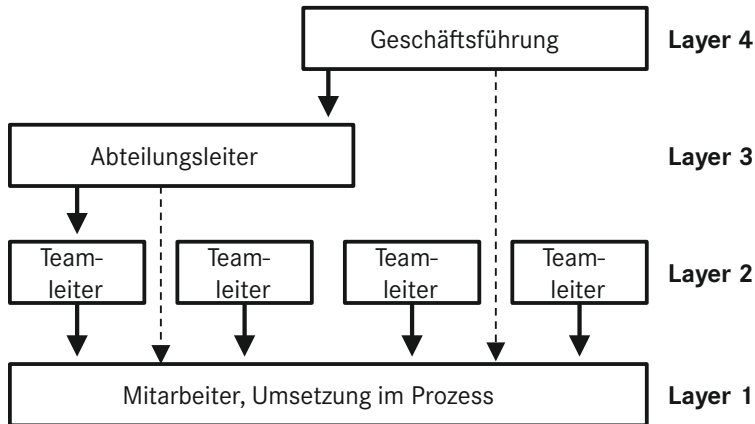 Geschäftsführung
Layer 4
Abteilungsleiter
Layer 3
Team-
leiter
Team-
leiter
Team-
leiter
Team-
leiter
Layer 2
Mitarbeiter, Umsetzung im Prozess
Layer 1